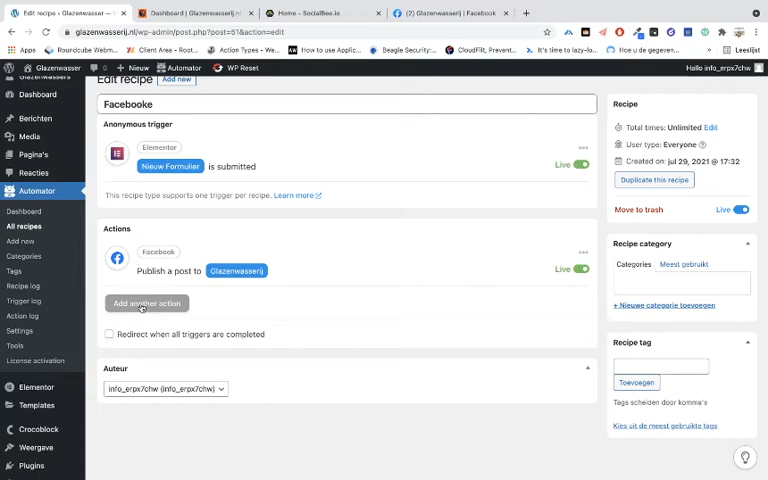 Edit recipe ‹ Glazenwasser —
Dashboard | Glazenwasserij.nl
Home - SocialBee.io
(2) Glazenwasserij | Facebook
glazenwasserij.nl/wp-admin/post.php?post=51&action=edit
Apps
Roundcube Webm...
Client Area - Root...
Action Types - We...
How to use Applic...
Beagle Security:...
CloudFilt, Prevent...
It's time to lazy-lo...
Hoe u de gegeven...
Leeslijst
Glazenwasserij
0
Nieuw
Automator
WP Reset
Hallo info_erpx7chw
Glazenwasserij
Dashboard
Berichten
Media
Pagina's
Reacties
Automator
Dashboard
All recipes
Add new
Categories
Tags
Recipe log
Trigger log
Action log
Settings
Tools
License activation
Elementor
Templates
Crocoblock
Weergave
Plugins
Edit recipe
Add new
Facebooke
Anonymous trigger
Elementor
Nieuw Formulier is submitted
Live
This recipe type supports one trigger per recipe. Learn more
Actions
Facebook
Publish a post to Glazenwasserij
Live
Add another action
Redirect when all triggers are completed
Auteur
info_erpx7chw (info_erpx7chw)
Recipe
Total times: Unlimited Edit
User type: Everyone
Created on: jul 29, 2021 @ 17:32
Duplicate this recipe
Move to trash
Live
Recipe category
Categories
Meest gebruikt
+ Nieuwe categorie toevoegen
Recipe tag
Toevoegen
Tags scheiden door komma's
Kies uit de meest gebruikte tags